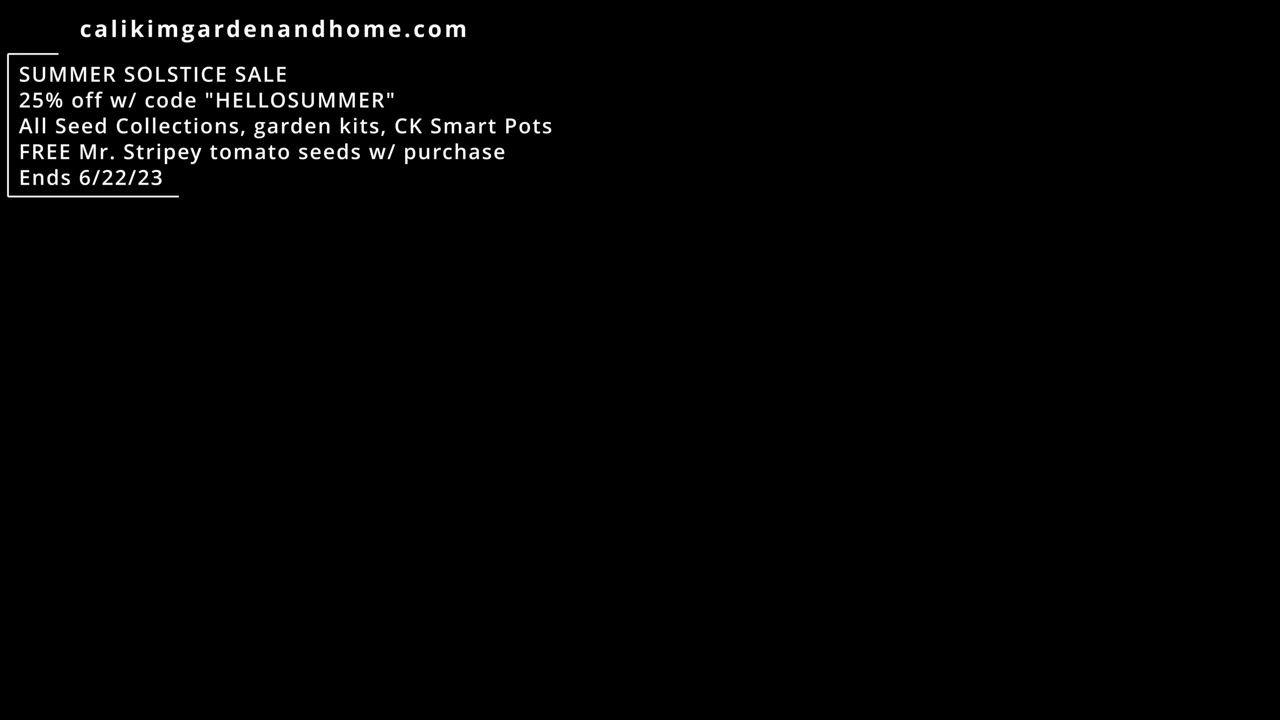 calikimgardenandhome.com
SUMMER SOLSTICE SALE
25% off w/ code "HELLOSUMMER"
All Seed Collections, garden kits, CK Smart Pots
FREE Mr. Stripey tomato seeds w/ purchase
Ends 6/22/23